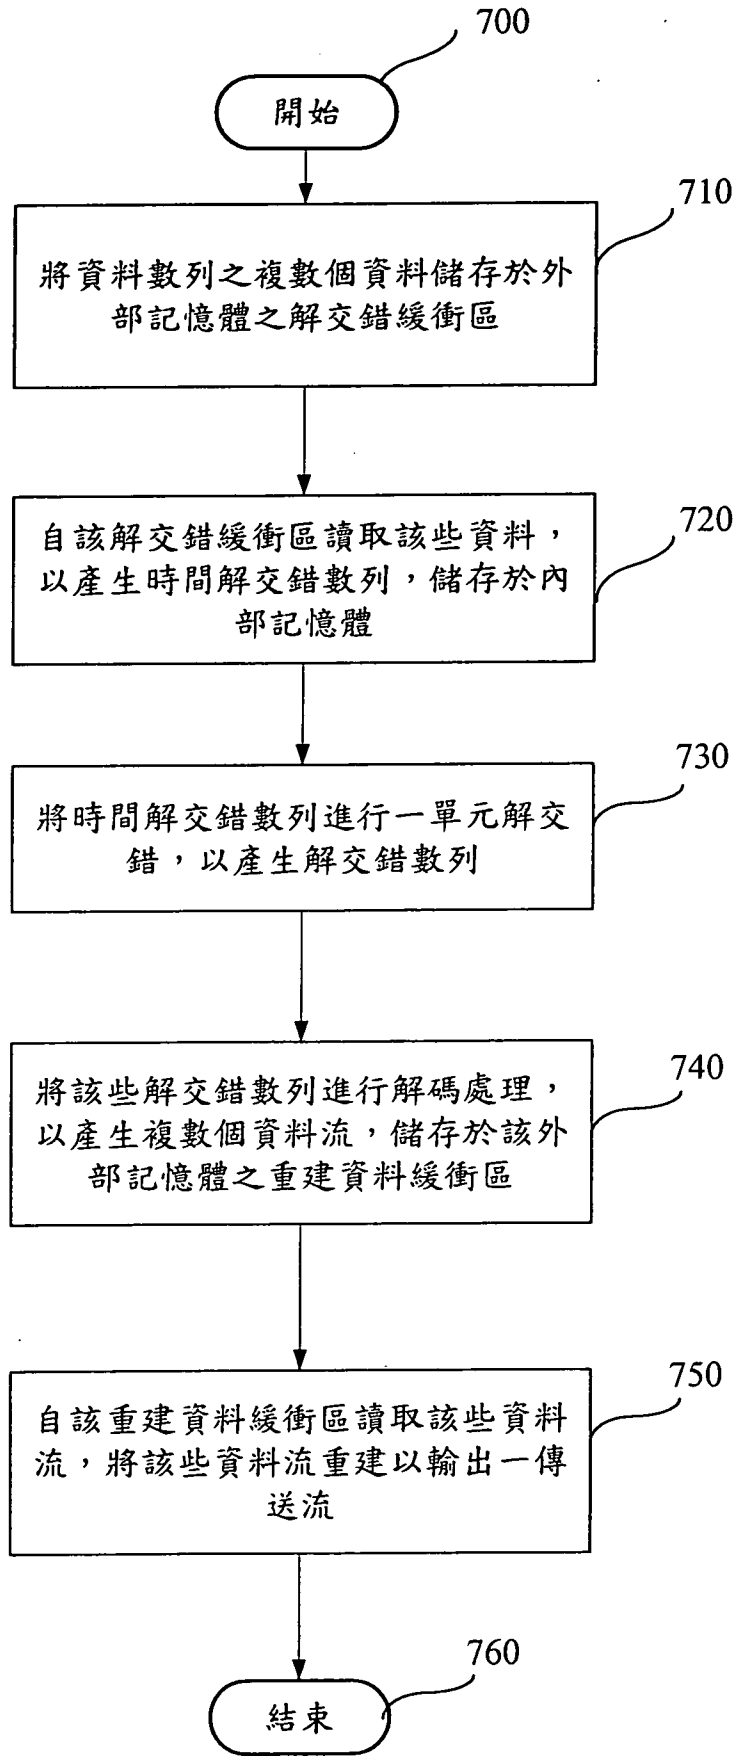 700
開始
710
將資料數列之複數個資料儲存於外
部記憶體之解交錯緩衝區
720
自該解交錯緩衝區讀取該些資料，
以產生時間解交錯數列，儲存於內
部記憶體
730
將時間解交錯數列進行一單元解交
錯，以產生解交錯數列
740
將該些解交錯數列進行解碼處理，
以產生複數個資料流，儲存於該外
部記憶體之重建資料緩衝區
750
自該重建資料緩衝區讀取該些資料
流，將該些資料流重建以輸出一傳
送流
760
結束